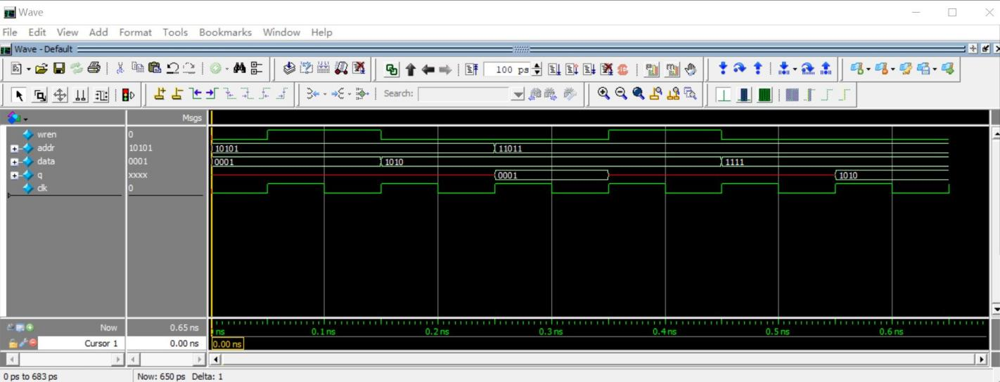 Wave
File Edit View Add Format Tools Bookmarks Window Help
Wave - Default
100 ps
Search:
Msgs
wren 0
addr 10101 10101 11011
data 0001 0001 1010 1111
q xxxx 0001 1010
clk 0
Now 0.65 ns ns 0.1 ns 0.2 ns 0.3 ns 0.4 ns 0.5 ns 0.6 ns
Cursor 1 0.00 ns 0.00 ns
0 ps to 683 ps Now: 650 ps Delta: 1